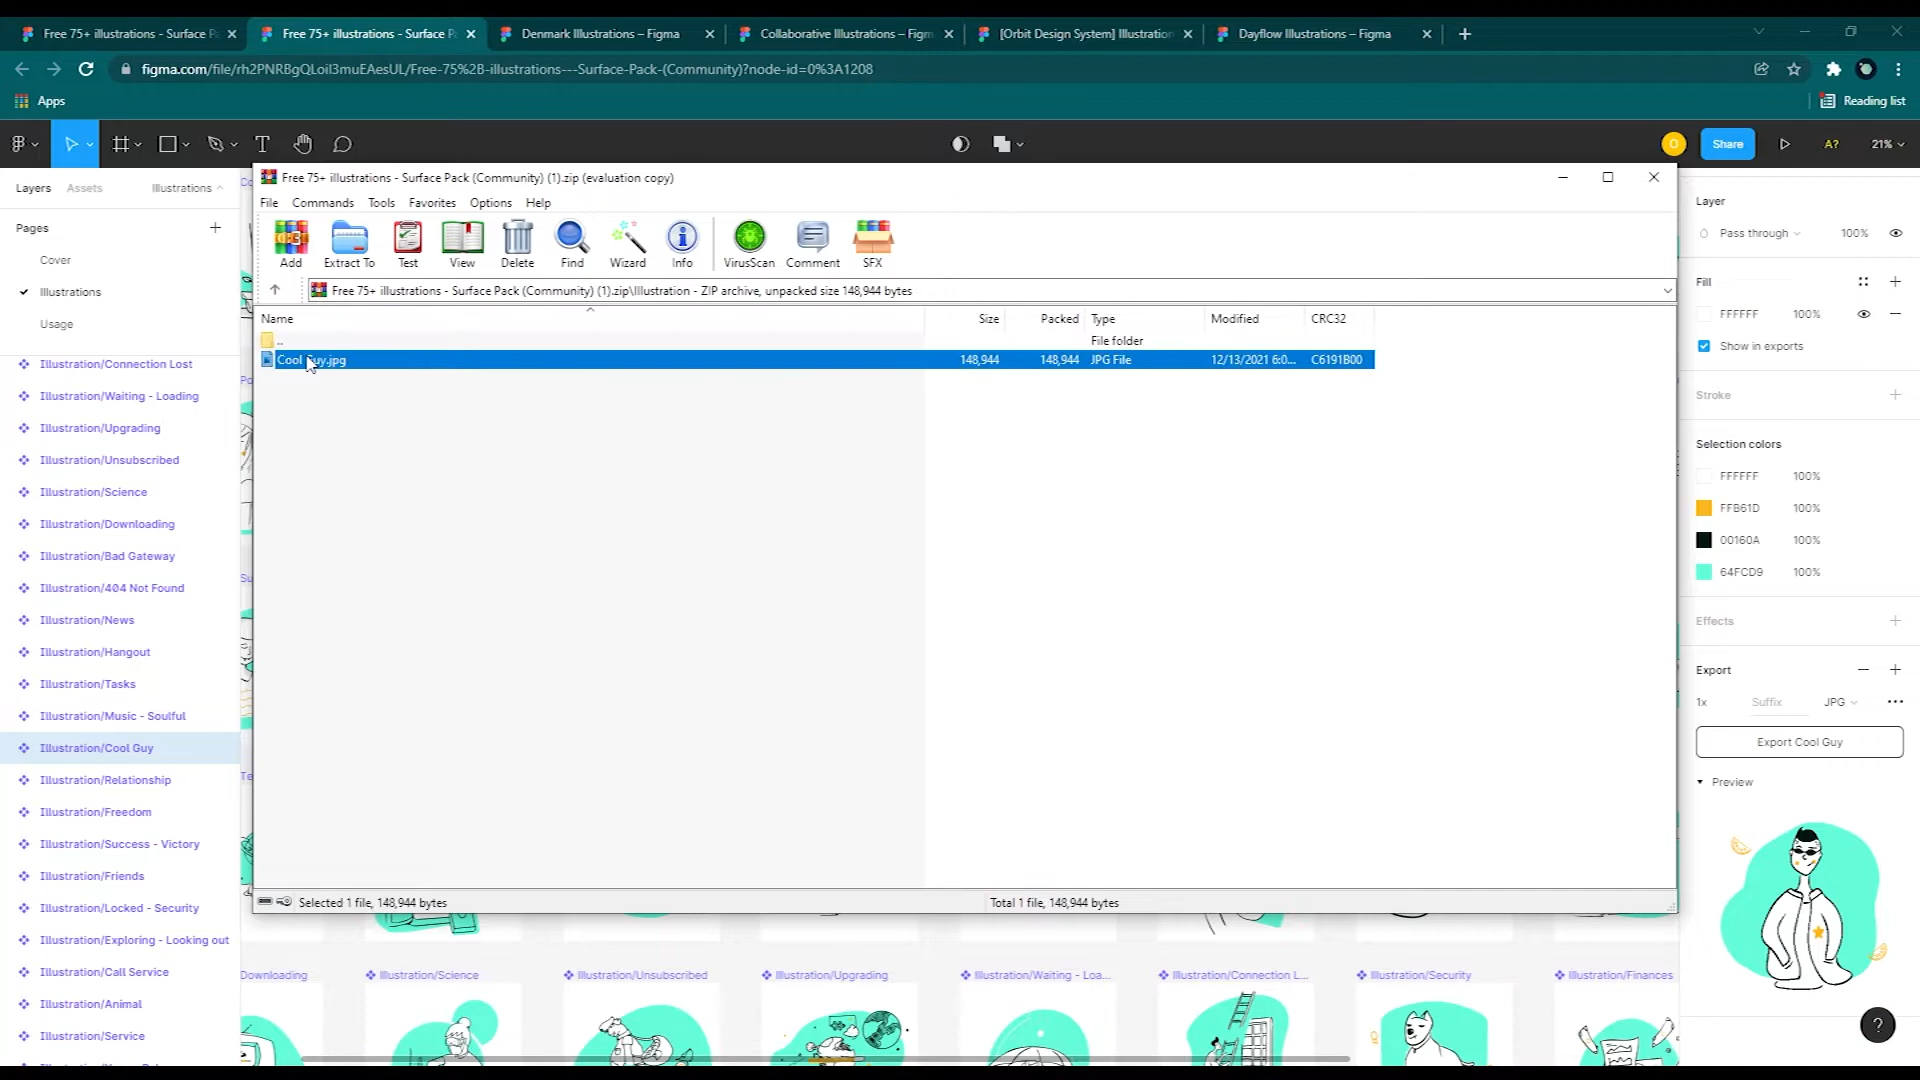 Free 75+ illustrations - Surface P
Free 75+ illustrations - Surface P
Denmark Illustrations – Figma
Collaborative Illustrations – Figm
[Orbit Design System] Illustration
Dayflow Illustrations – Figma
figma.com/file/rh2PNRBgQLoiI3muEAesUL/Free-75%2B-illustrations---Surface-Pack-(Community)?node-id=0%3A1208
Apps
Reading list
Share
A?
21%
Layers
Assets
Illustrations
Pages
Cover
Illustrations
Usage
Illustration/Connection Lost
Illustration/Waiting - Loading
Illustration/Upgrading
Illustration/Unsubscribed
Illustration/Science
Illustration/Downloading
Illustration/Bad Gateway
Illustration/404 Not Found
Illustration/News
Illustration/Hangout
Illustration/Tasks
Illustration/Music - Soulful
Illustration/Cool Guy
Illustration/Relationship
Illustration/Freedom
Illustration/Success - Victory
Illustration/Friends
Illustration/Locked - Security
Illustration/Exploring - Looking out
Illustration/Call Service
Illustration/Animal
Illustration/Service
Free 75+ illustrations - Surface Pack (Community) (1).zip (evaluation copy)
File Commands Tools Favorites Options Help
Add Extract To Test View Delete Find Wizard Info VirusScan Comment SFX
Free 75+ illustrations - Surface Pack (Community) (1).zip\Illustration - ZIP archive, unpacked size 148,944 bytes
Name Size Packed Type Modified CRC32
.. File folder
Cool Guy.jpg 148,944 148,944 JPG File 12/13/2021 6:0... C6191B00
Selected 1 file, 148,944 bytes
Total 1 file, 148,944 bytes
Downloading
Illustration/Science
Illustration/Unsubscribed
Illustration/Upgrading
Illustration/Waiting - Loa...
Illustration/Connection L...
Illustration/Security
Illustration/Finances
Layer
Pass through 100%
Fill
FFFFFF 100%
Show in exports
Stroke
Selection colors
FFFFFF 100%
FFB61D 100%
00160A 100%
64FCD9 100%
Effects
Export
1x Suffix JPG
Export Cool Guy
Preview
?